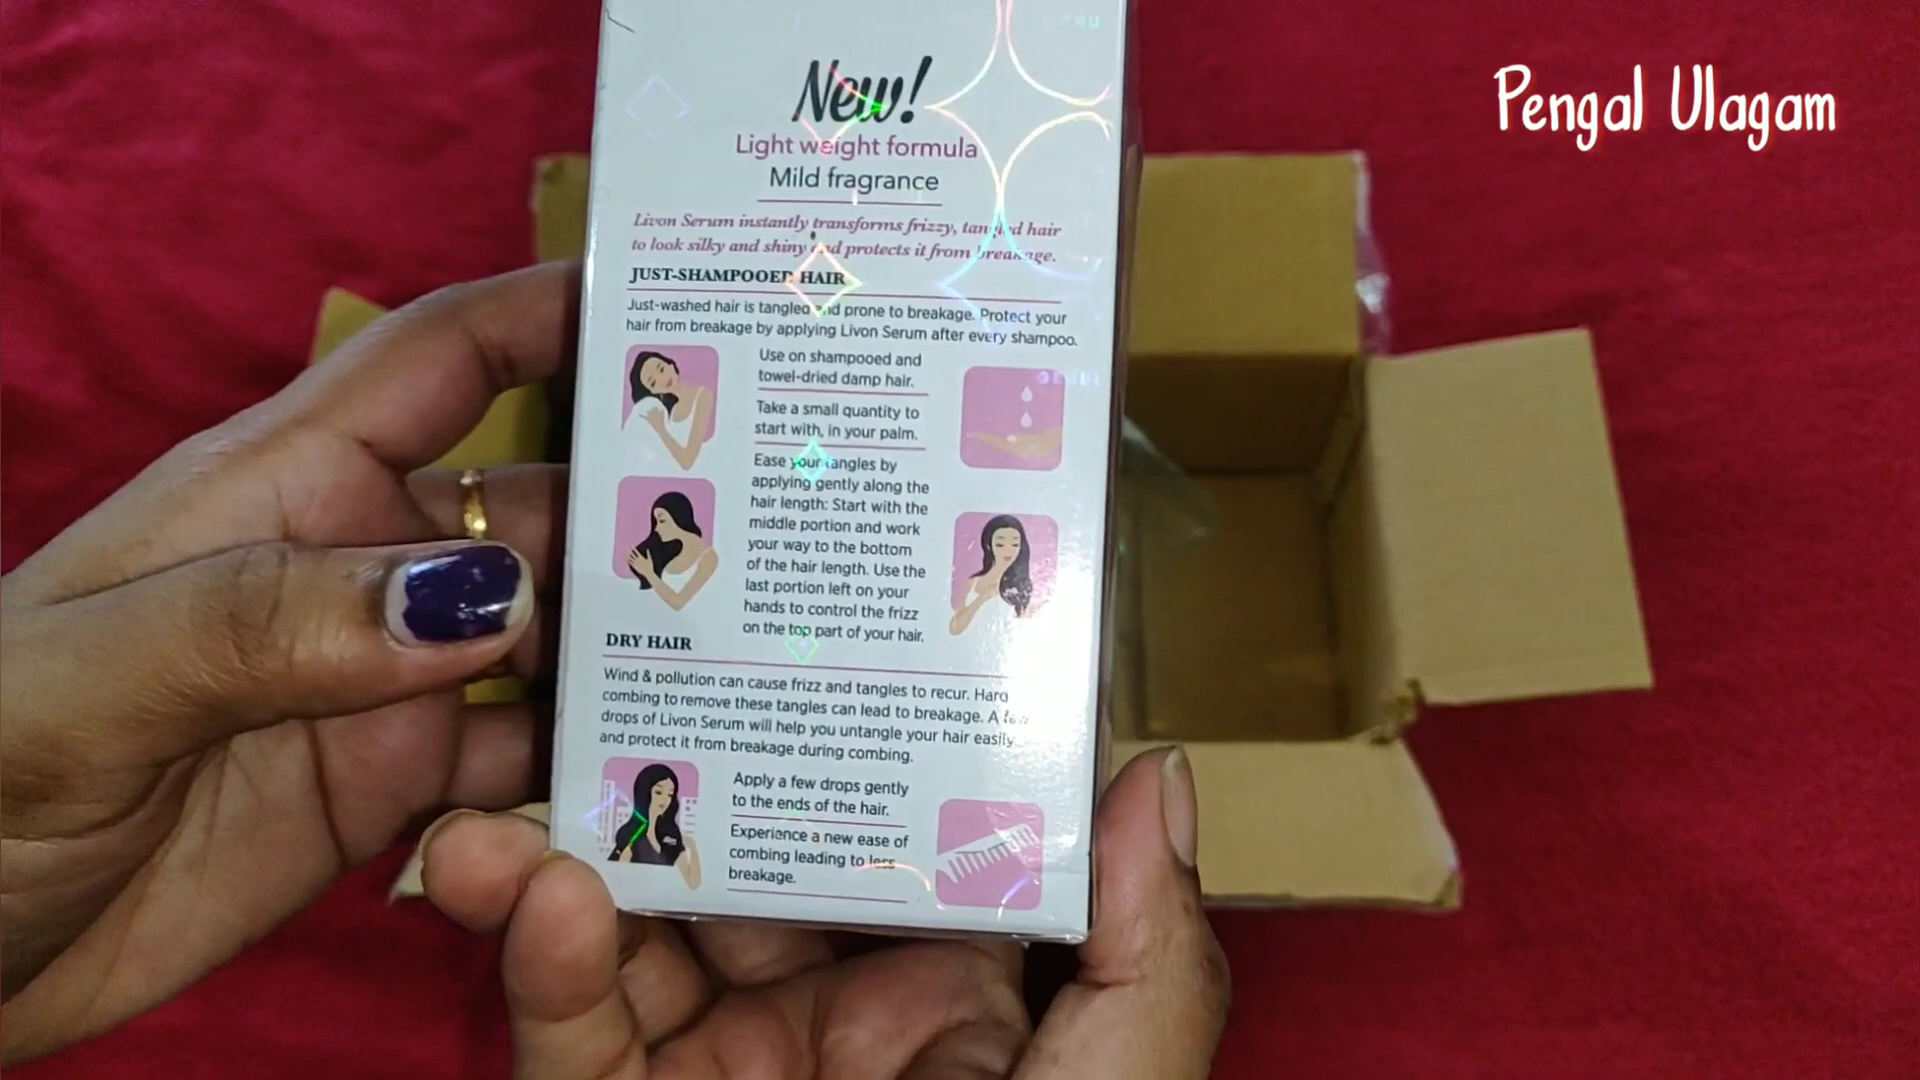 Pengal Ulagam
New!
Light weight formula
Mild fragrance
Livon Serum instantly transforms frizzy, tangled hair
to look silky and shiny and protects it from breakage.
JUST-SHAMPOOED HAIR
Just-washed hair is tangled and prone to breakage. Protect your
hair from breakage by applying Livon Serum after every shampoo.
Use on shampooed and
towel-dried damp hair.
Take a small quantity to
start with, in your palm.
Ease your tangles by
applying gently along the
hair length: Start with the
middle portion and work
your way to the bottom
of the hair length. Use the
last portion left on your
hands to control the frizz
on the top part of your hair.
DRY HAIR
Wind & pollution can cause frizz and tangles to recur. Hard
combing to remove these tangles can lead to breakage. A few
drops of Livon Serum will help you untangle your hair easily
and protect it from breakage during combing.
Apply a few drops gently
to the ends of the hair.
Experience a new ease of
combing leading to less
breakage.